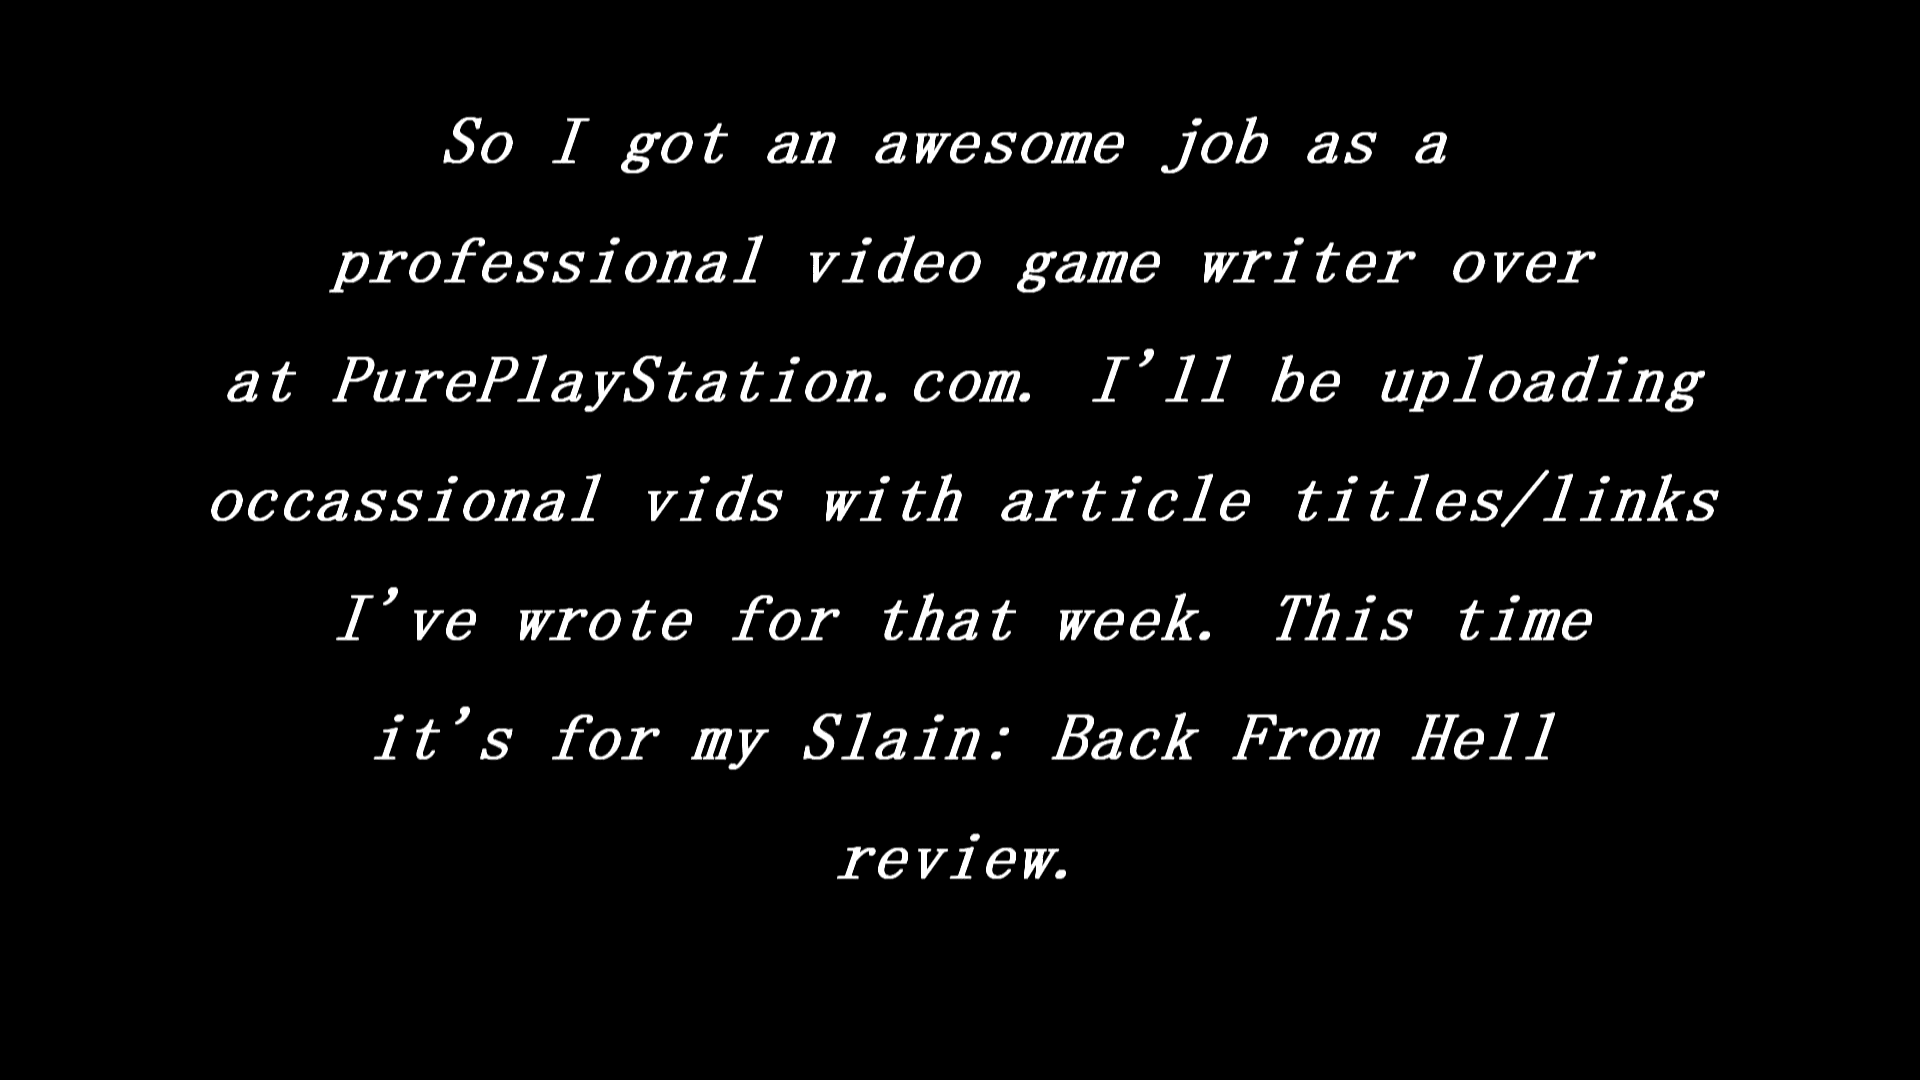 So I got an awesome job as a
professional video game writer over
at PurePlayStation.com. I'll be uploading
occassional vids with article titles/links
I've wrote for that week. This time
it's for my Slain: Back From Hell
review.